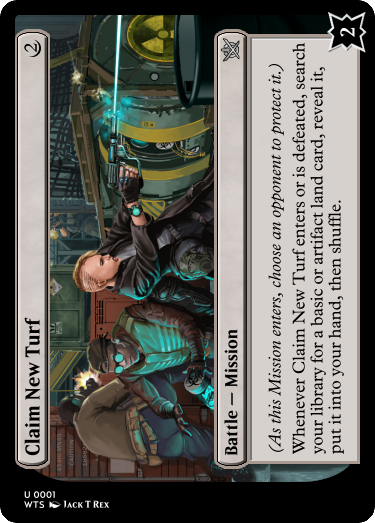 Claim New Turf 2
Battle — Mission
(As this Mission enters, choose an opponent to protect it.)
Whenever Claim New Turf enters or is defeated, search
your library for a basic or artifact land card, reveal it,
put it into your hand, then shuffle.
2
U 0001
WTS Jack T Rex